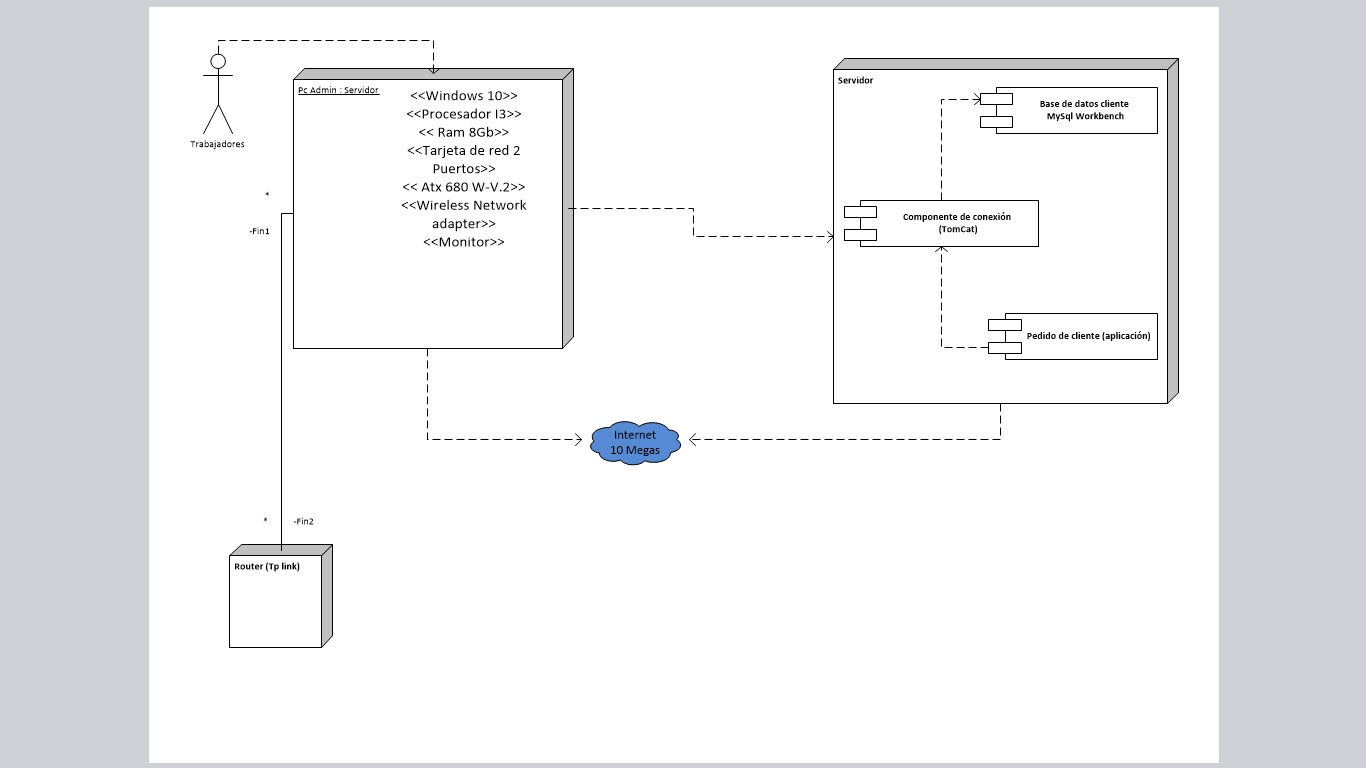 Trabajadores
Pc Admin : Servidor
<<Windows 10>>
<<Procesador I3>>
<< Ram 8Gb>>
<<Tarjeta de red 2
Puertos>>
<< Atx 680 W-V.2>>
<<Wireless Network
adapter>>
<<Monitor>>
*
-Fin1
Servidor
Base de datos cliente
MySql Workbench
Componente de conexión
(TomCat)
Pedido de cliente (aplicación)
Internet
10 Megas
*
-Fin2
Router (Tp link)